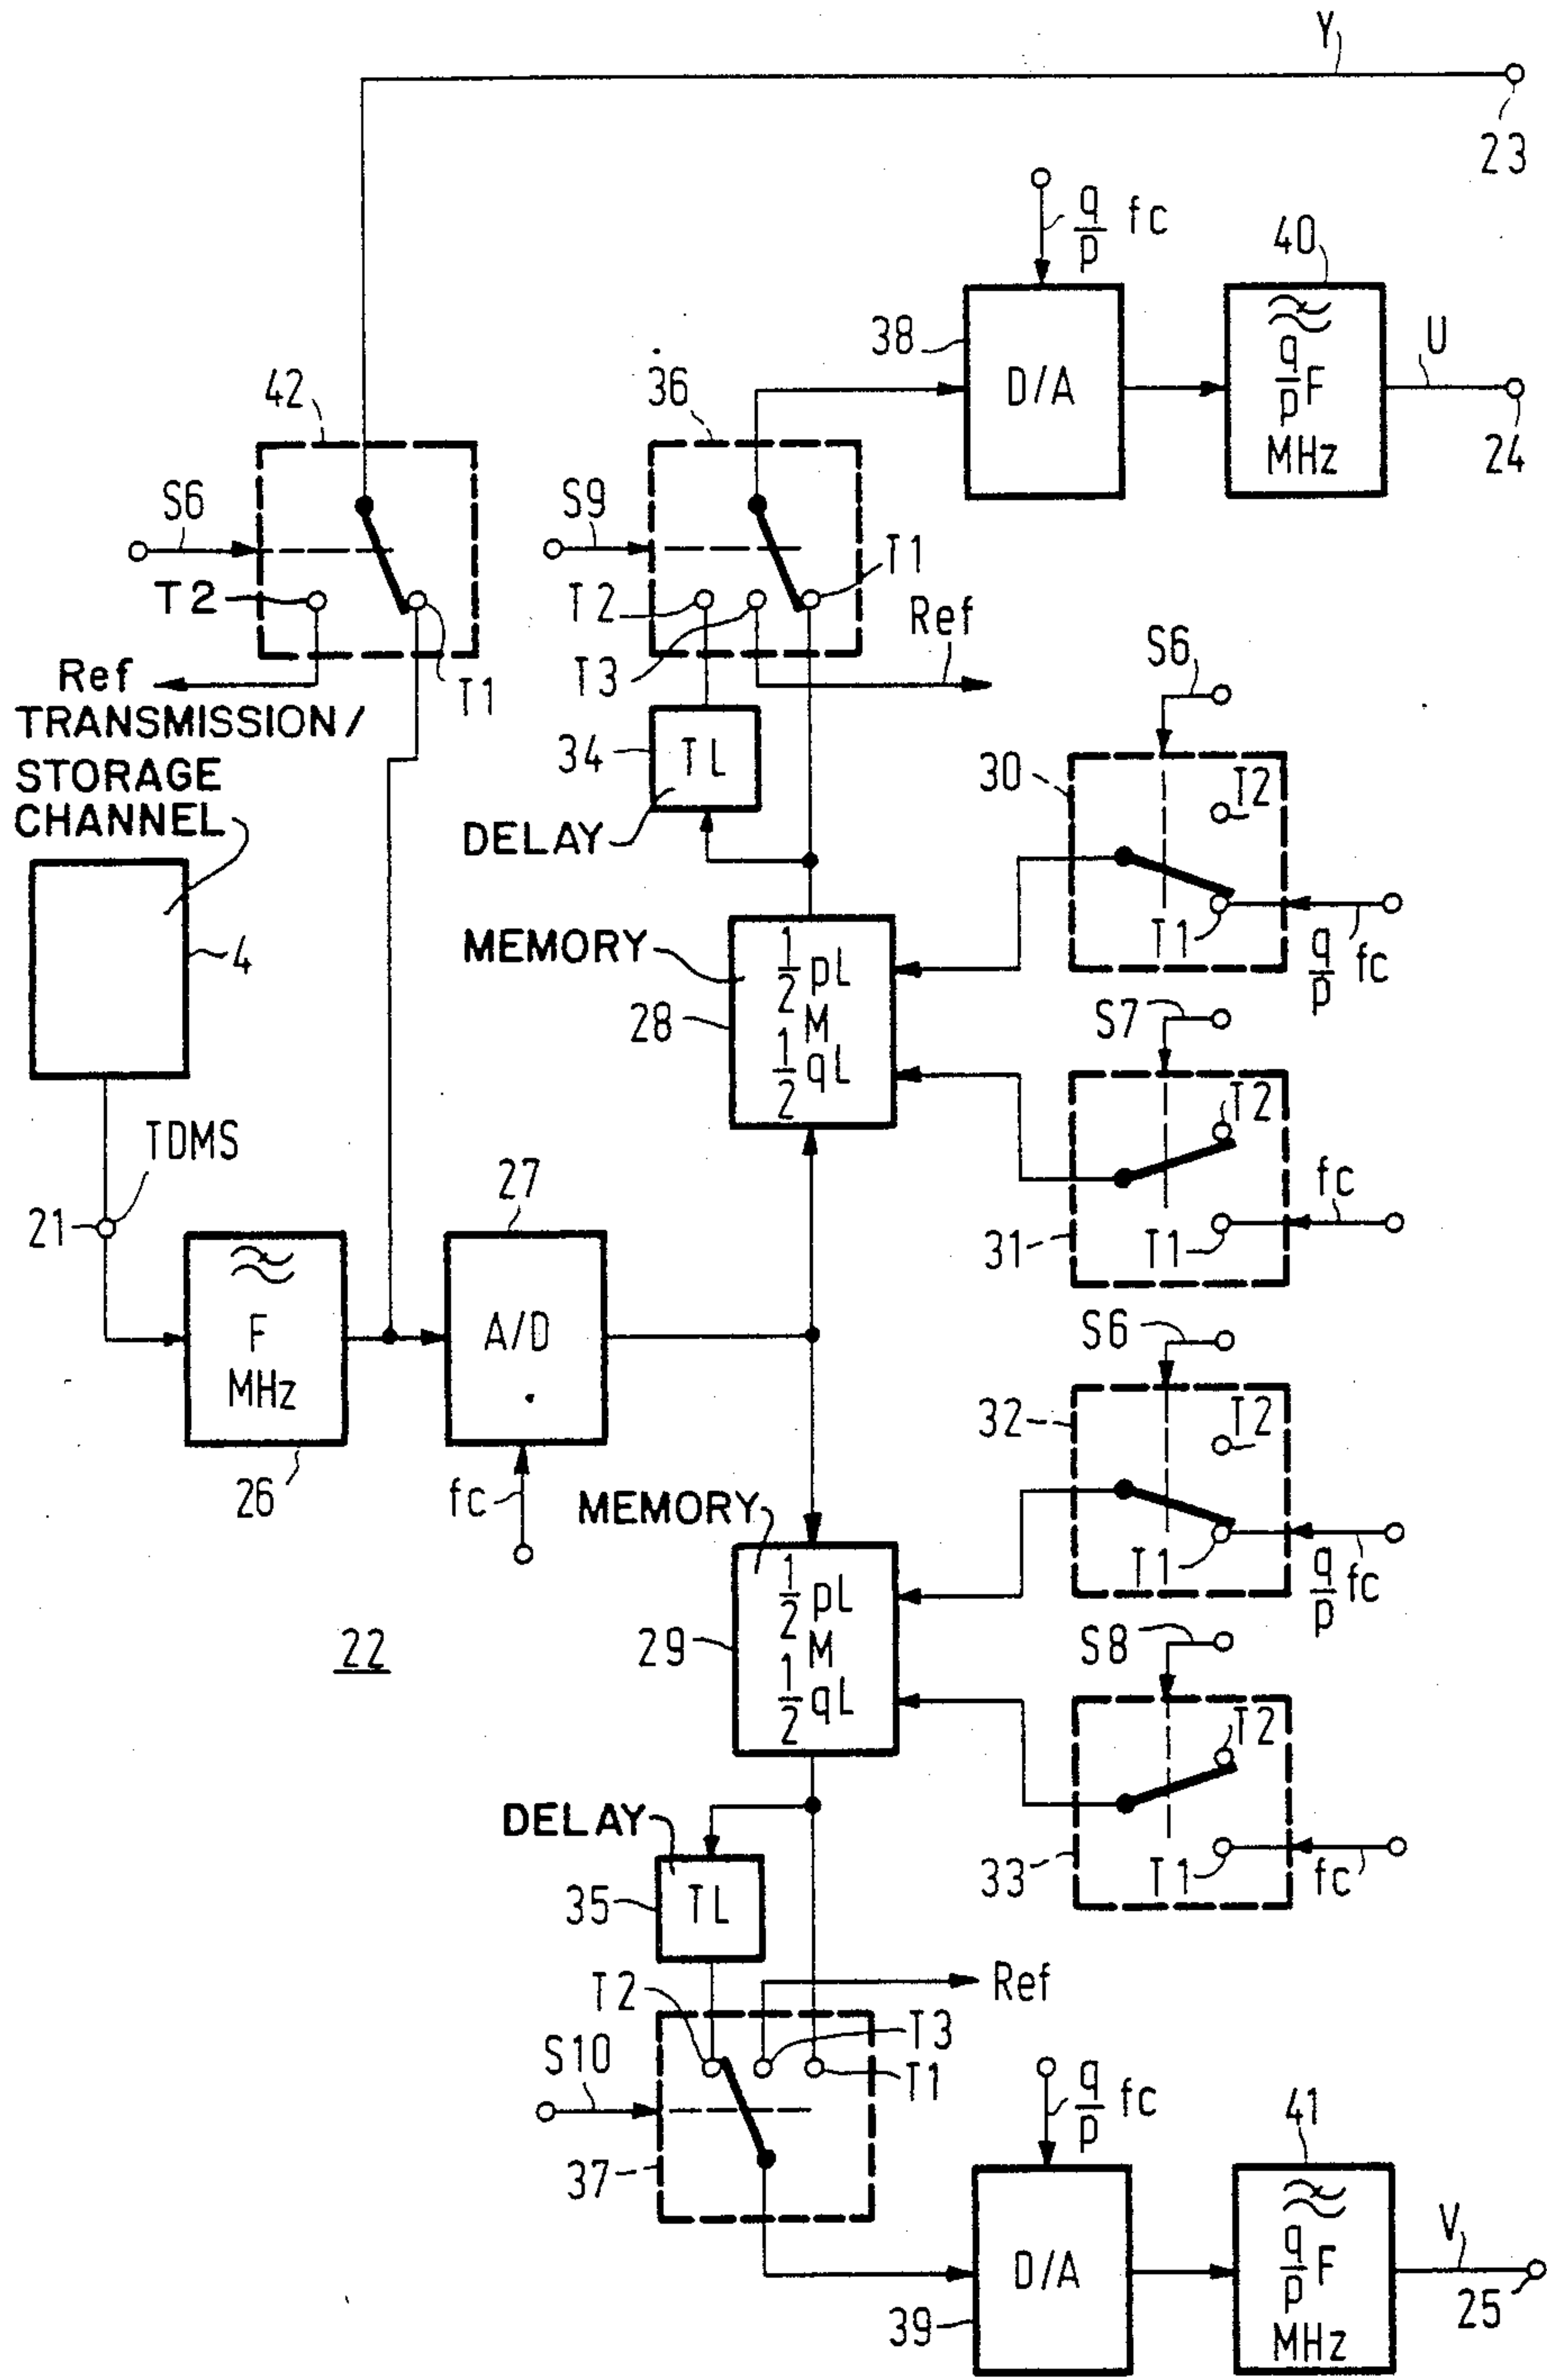 Y
23
q/p fc
40
38
D/A
q/p F
MHz
U
24
42
36
S6
S9
T2
T1
T2
T3
T1
Ref
Ref
TRANSMISSION/
STORAGE
CHANNEL
4
34
TL
DELAY
S6
30
T2
T1
q/p fc
MEMORY
28
1/2 pL
M
1/2 qL
S7
T2
31
T1
fc
TDMS
21
27
F
MHz
26
A/D
fc
S6
32
T2
T1
q/p fc
MEMORY
29
1/2 pL
M
1/2 qL
22
S8
T2
33
T1
fc
DELAY
35
TL
Ref
T2
T3
T1
S10
37
q/p fc
41
D/A
39
q/p F
MHz
V
25